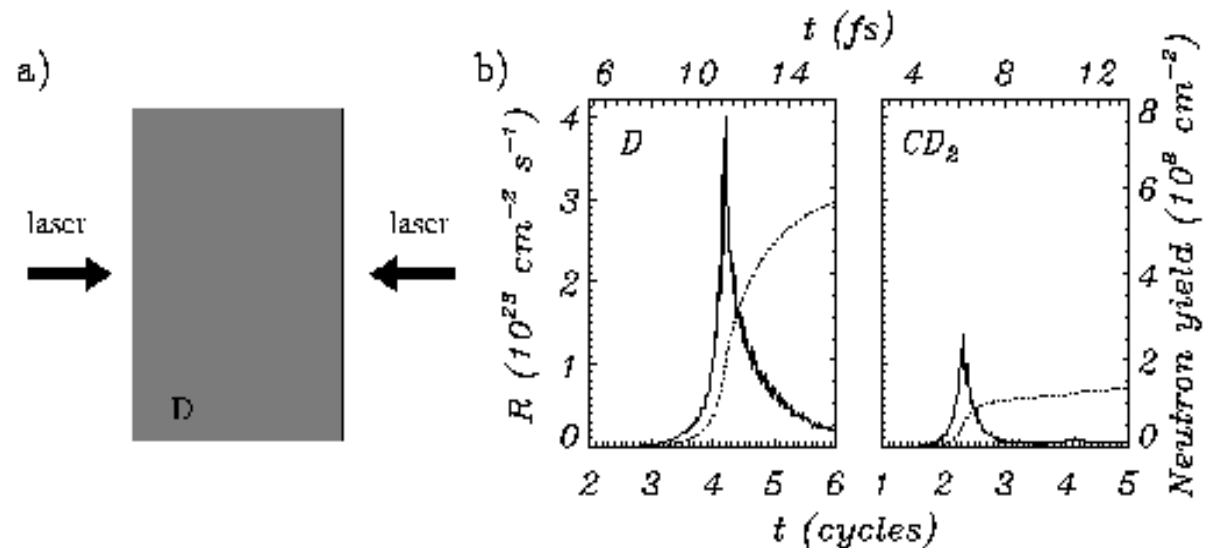 a)
laser
laser
D
b)
t (fs)
6 10 14
4 8 12
R (10²³ cm⁻² s⁻¹)
4
3
2
1
0
D
CD₂
8
6
4
2
0
Neutron yield (10⁸ cm⁻²)
2 3 4 5 6
1 2 3 4 5
t (cycles)